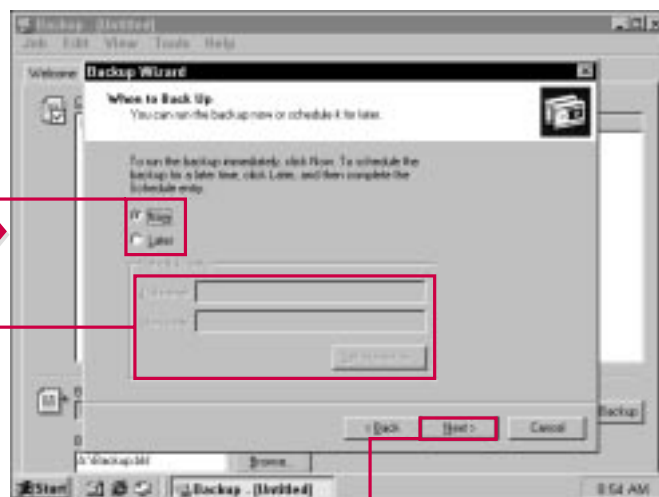 Backup - [Untitled]
Job Edit View Tools Help
Welcome
Backup Wizard
When to Back Up
You can run the backup now or schedule it for later.
To run the backup immediately, click Now. To schedule the
backup for a later time, click Later, and then complete the
Schedule entry.
Now
Later
< Back
Next >
Cancel
Backup
A:\Backup.bkf
Browse...
Start
Backup - [Untitled]
8:54 AM